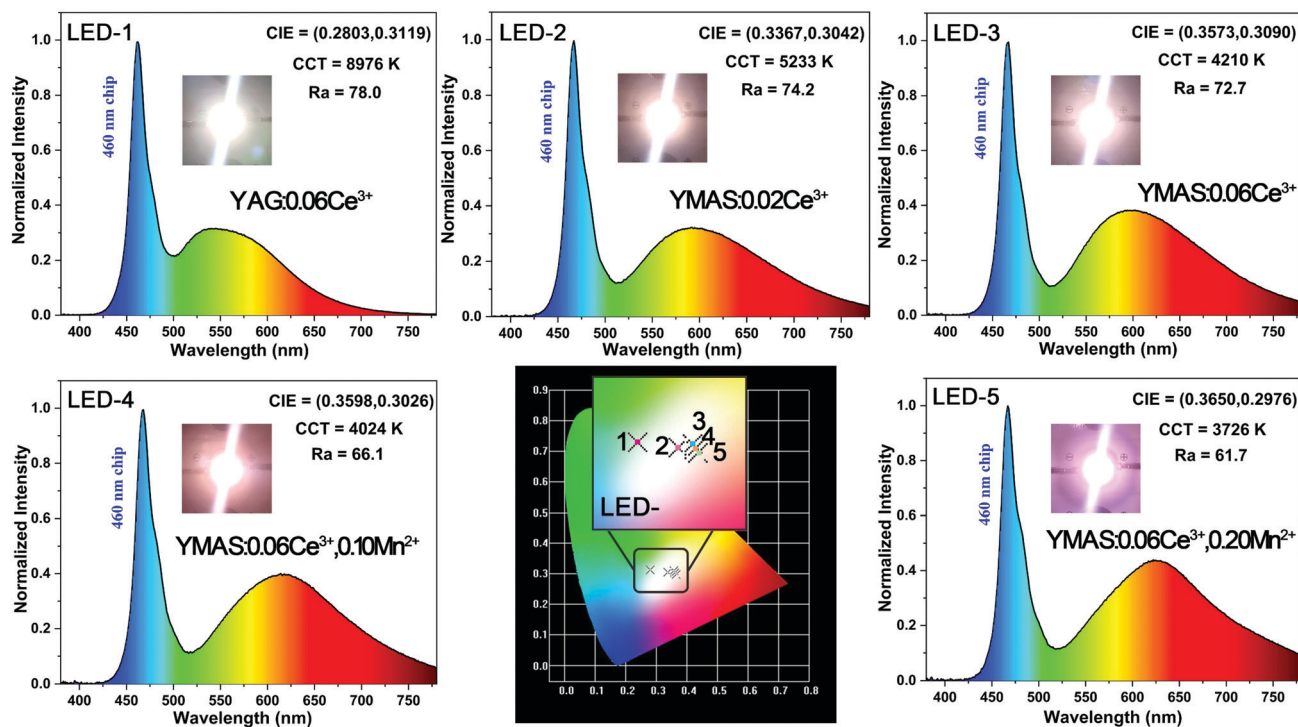 LED-1
CIE = (0.2803,0.3119)
CCT = 8976 K
Ra = 78.0
460 nm chip
YAG:0.06Ce³⁺
Normalized Intensity
1.0
0.8
0.6
0.4
0.2
0.0
400 450 500 550 600 650 700 750
Wavelength (nm)
LED-2
CIE = (0.3367,0.3042)
CCT = 5233 K
Ra = 74.2
460 nm chip
YMAS:0.02Ce³⁺
Normalized Intensity
1.0
0.8
0.6
0.4
0.2
0.0
400 450 500 550 600 650 700 750
Wavelength (nm)
LED-3
CIE = (0.3573,0.3090)
CCT = 4210 K
Ra = 72.7
460 nm chip
YMAS:0.06Ce³⁺
Normalized Intensity
1.0
0.8
0.6
0.4
0.2
0.0
400 450 500 550 600 650 700 750
Wavelength (nm)
LED-4
CIE = (0.3598,0.3026)
CCT = 4024 K
Ra = 66.1
460 nm chip
YMAS:0.06Ce³⁺,0.10Mn²⁺
Normalized Intensity
1.0
0.8
0.6
0.4
0.2
0.0
400 450 500 550 600 650 700 750
Wavelength (nm)
0.9
0.8
0.7
0.6
0.5
0.4
0.3
0.2
0.1
0.0
0.0 0.1 0.2 0.3 0.4 0.5 0.6 0.7 0.8
1
2
3
4
5
LED-
LED-5
CIE = (0.3650,0.2976)
CCT = 3726 K
Ra = 61.7
460 nm chip
YMAS:0.06Ce³⁺,0.20Mn²⁺
Normalized Intensity
1.0
0.8
0.6
0.4
0.2
0.0
400 450 500 550 600 650 700 750
Wavelength (nm)